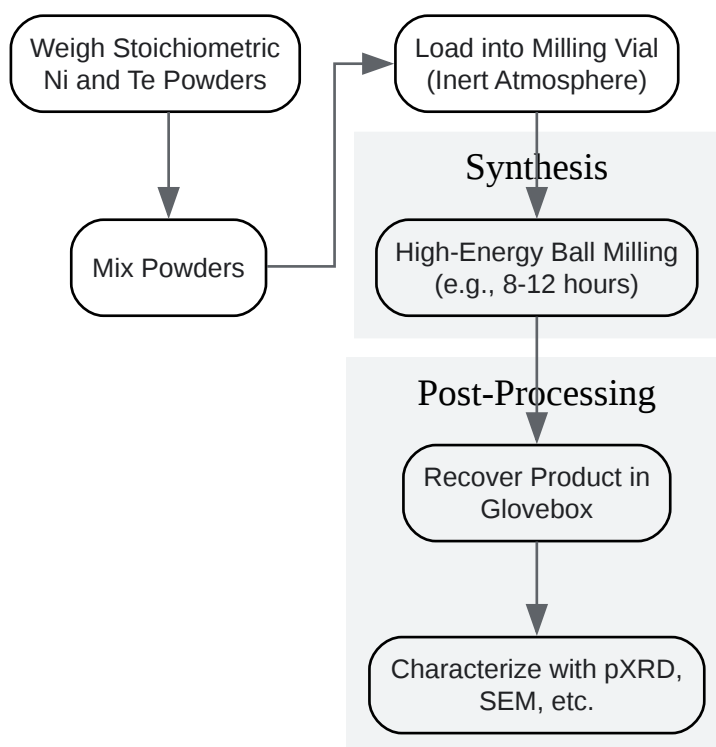 Weigh Stoichiometric
Ni and Te Powders
Mix Powders
Load into Milling Vial
(Inert Atmosphere)
Synthesis
High-Energy Ball Milling
(e.g., 8-12 hours)
Post-Processing
Recover Product in
Glovebox
Characterize with pXRD,
SEM, etc.